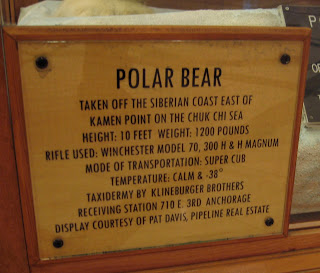 POLAR BEAR
TAKEN OFF THE SIBERIAN COAST EAST OF
KAMEN POINT ON THE CHUK CHI SEA
HEIGHT: 10 FEET WEIGHT: 1200 POUNDS
RIFLE USED: WINCHESTER MODEL 70, 300 H & H MAGNUM
MODE OF TRANSPORTATION: SUPER CUB
TEMPERATURE: CALM & -38°
TAXIDERMY BY KLINEBURGER BROTHERS
RECEIVING STATION 710 E. 3RD ANCHORAGE
DISPLAY COURTESY OF PAT DAVIS, PIPELINE REAL ESTATE